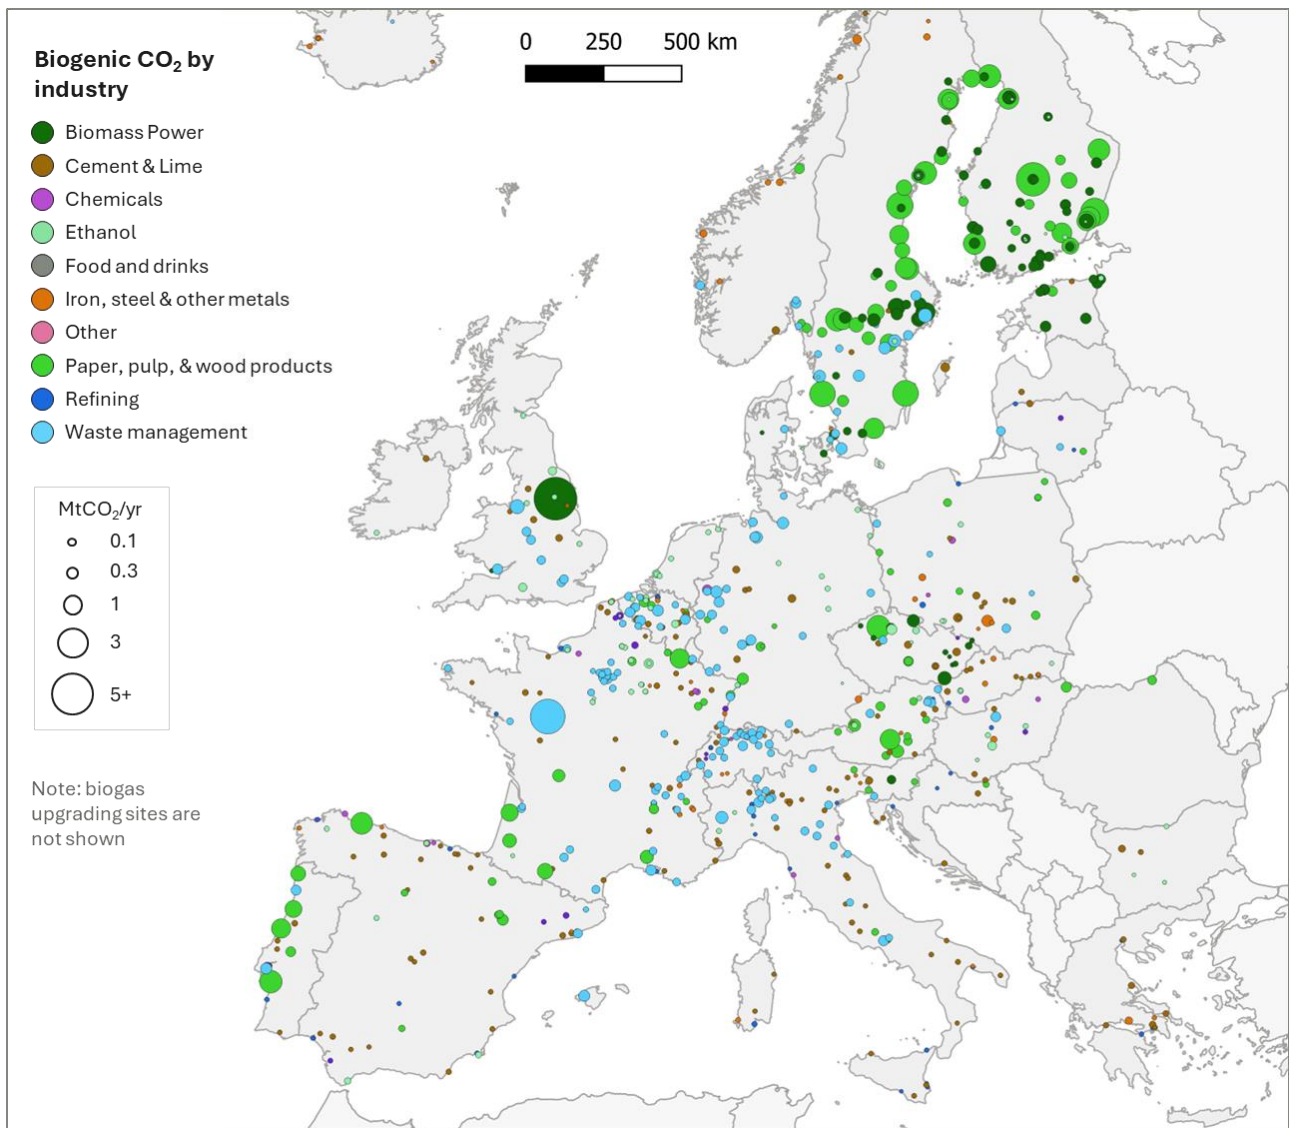 0 250 500 km
Biogenic CO₂ by
industry
Biomass Power
Cement & Lime
Chemicals
Ethanol
Food and drinks
Iron, steel & other metals
Other
Paper, pulp, & wood products
Refining
Waste management
MtCO₂/yr
0.1
0.3
1
3
5+
Note: biogas
upgrading sites are
not shown